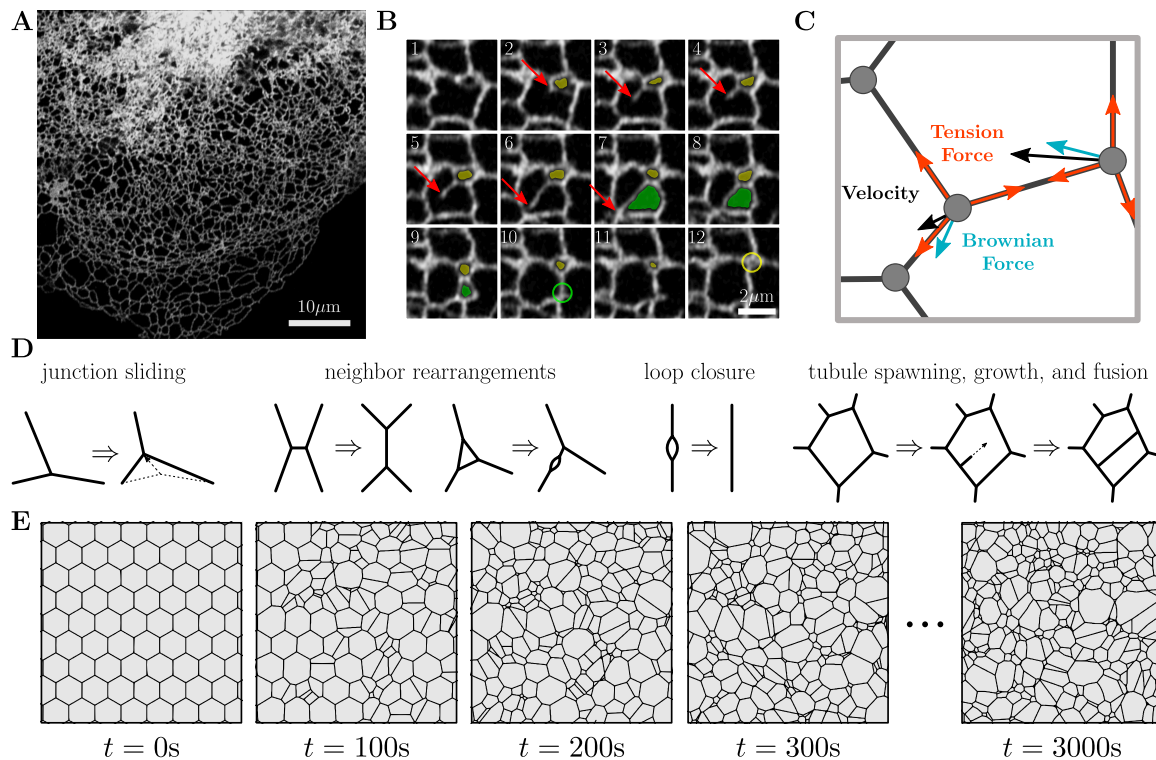 A
10μm
B
1 2 3 4
5 6 7 8
9 10 11 12
2μm
C
Tension
Force
Velocity
Brownian
Force
D
junction sliding
neighbor rearrangements
loop closure
tubule spawning, growth, and fusion
⇒ ⇒ ⇒ ⇒ ⇒ ⇒
E
• • •
t = 0s
t = 100s
t = 200s
t = 300s
t = 3000s